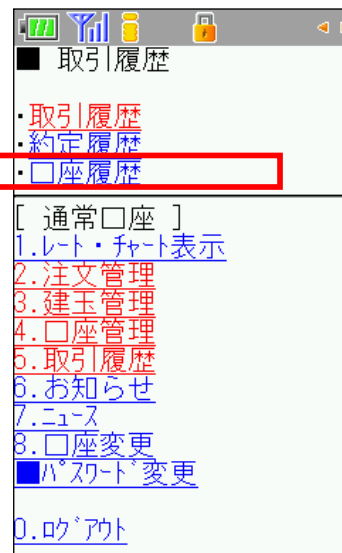 ■ 取引履歴
・取引履歴
・約定履歴
・口座履歴
[ 通常口座 ]
1.ﾚｰﾄ・ﾁｬｰﾄ表示
2.注文管理
3.建玉管理
4.口座管理
5.取引履歴
6.お知らせ
7.ﾆｭｰｽ
8.口座変更
■ﾊﾟｽﾜｰﾄﾞ変更
0.ﾛｸﾞｱｳﾄ